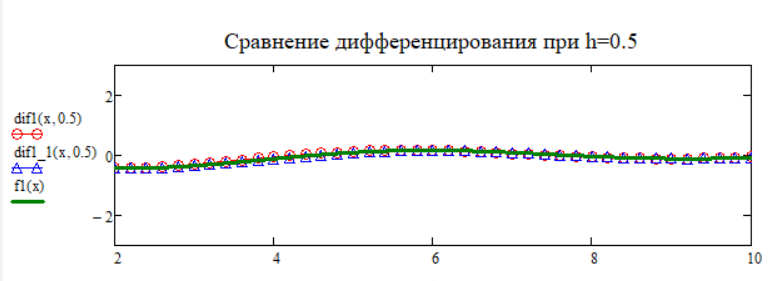 Сравнение дифференцирования при h=0.5
dif1(x,0.5)
dif1_1(x,0.5)
f1(x)
2
0
−2
2 4 6 8 10